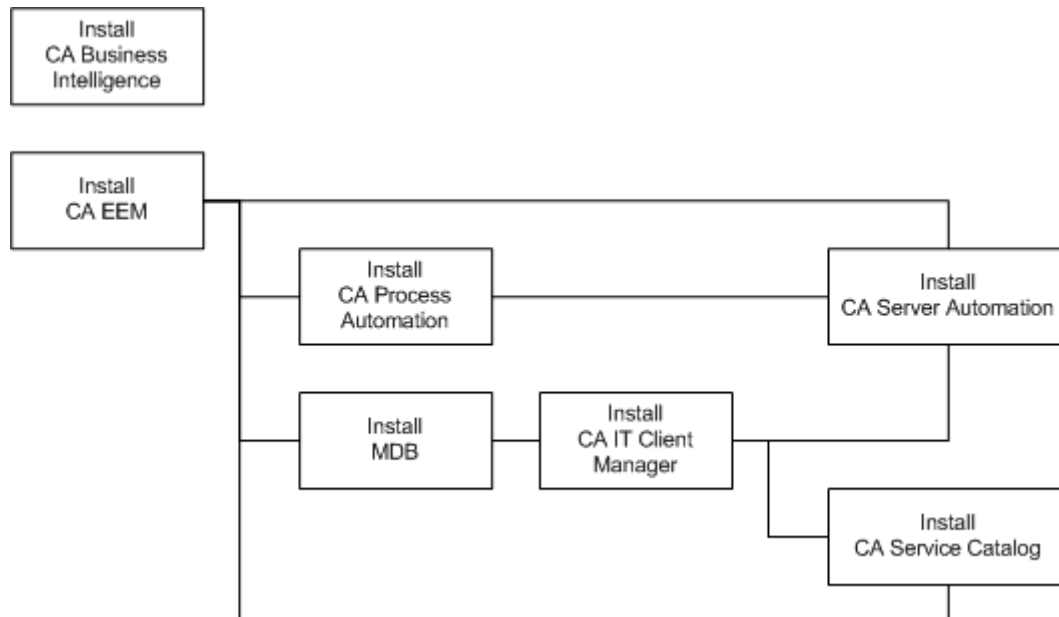 Install
CA Business
Intelligence
Install
CA EEM
Install
CA Process
Automation
Install
CA Server Automation
Install
MDB
Install
CA IT Client
Manager
Install
CA Service Catalog